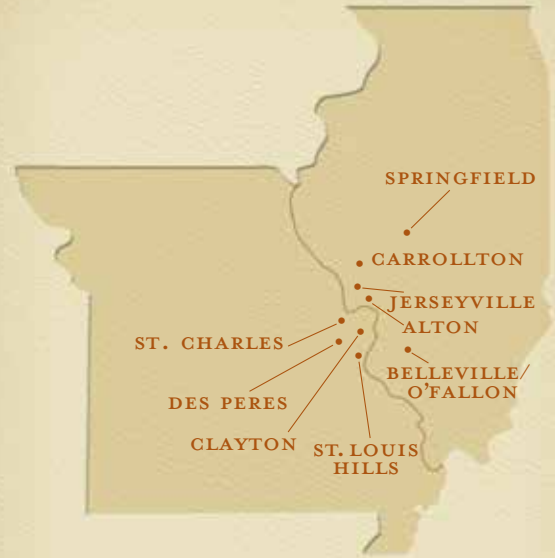 SPRINGFIELD
CARROLLTON
JERSEYVILLE
ALTON
ST. CHARLES
BELLEVILLE/
O'FALLON
DES PERES
CLAYTON
ST. LOUIS
HILLS